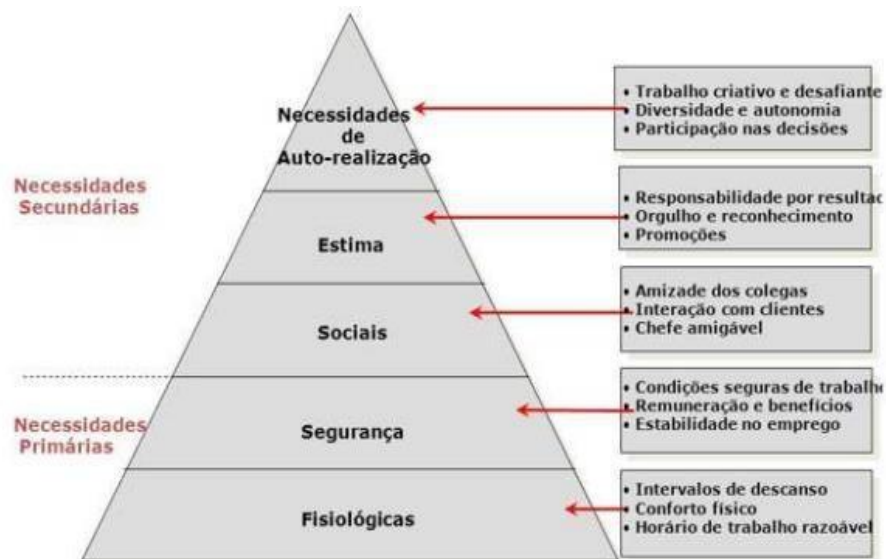 Necessidades
de
Auto-realização
• Trabalho criativo e desafiante
• Diversidade e autonomia
• Participação nas decisões
Necessidades
Secundárias
Estima
• Responsabilidade por resultad
• Orgulho e reconhecimento
• Promoções
Sociais
• Amizade dos colegas
• Interação com clientes
• Chefe amigável
Necessidades
Primárias
Segurança
• Condições seguras de trabalho
• Remuneração e benefícios
• Estabilidade no emprego
Fisiológicas
• Intervalos de descanso
• Conforto físico
• Horário de trabalho razoável